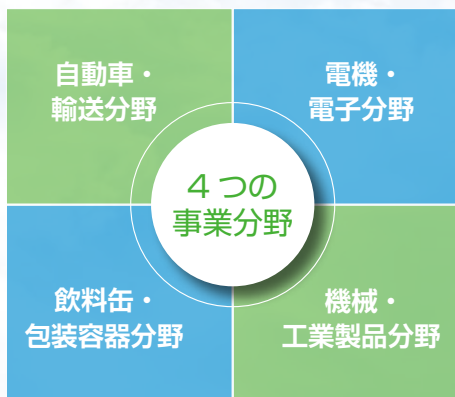 自動車・
輸送分野
電機・
電子分野
4つの
事業分野
飲料缶・
包装容器分野
機械・
工業製品分野